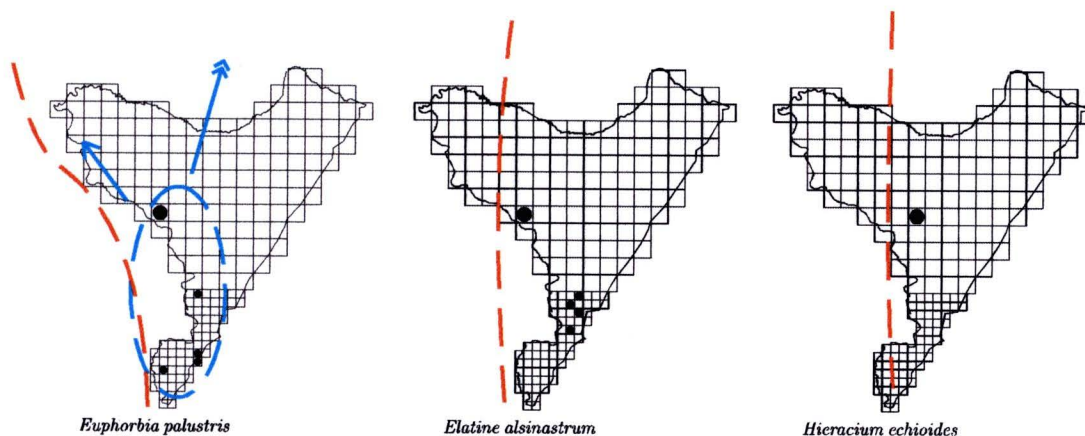 Euphorbia palustris
Elatine alsinastrum
Hieracium echioides